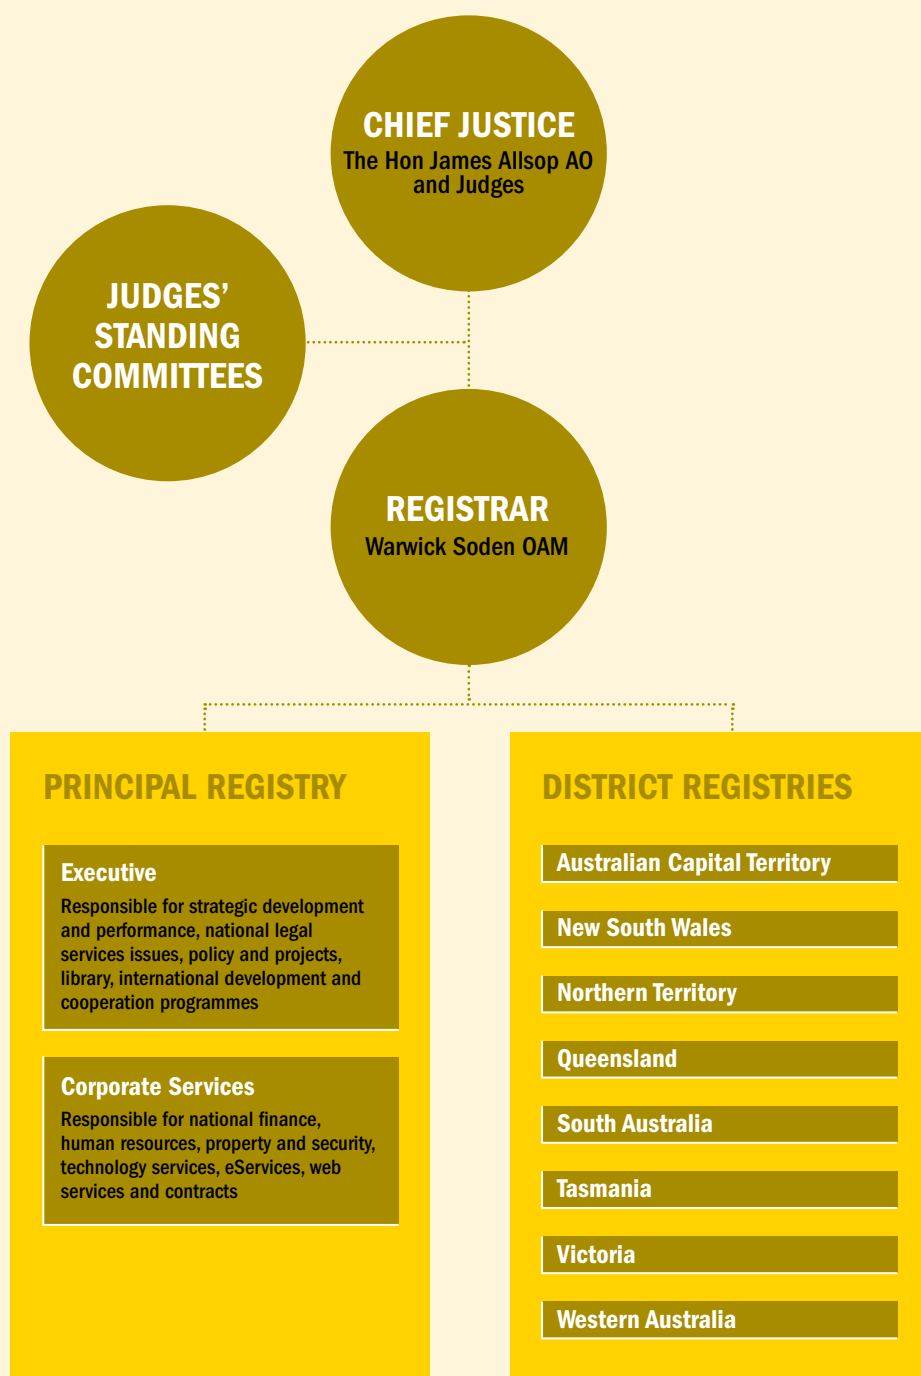 CHIEF JUSTICE
The Hon James Allsop AO
and Judges
JUDGES’
STANDING
COMMITTEES
REGISTRAR
Warwick Soden OAM
PRINCIPAL REGISTRY
Executive
Responsible for strategic development
and performance, national legal
services issues, policy and projects,
library, international development and
cooperation programmes
Corporate Services
Responsible for national finance,
human resources, property and security,
technology services, eServices, web
services and contracts
DISTRICT REGISTRIES
Australian Capital Territory
New South Wales
Northern Territory
Queensland
South Australia
Tasmania
Victoria
Western Australia